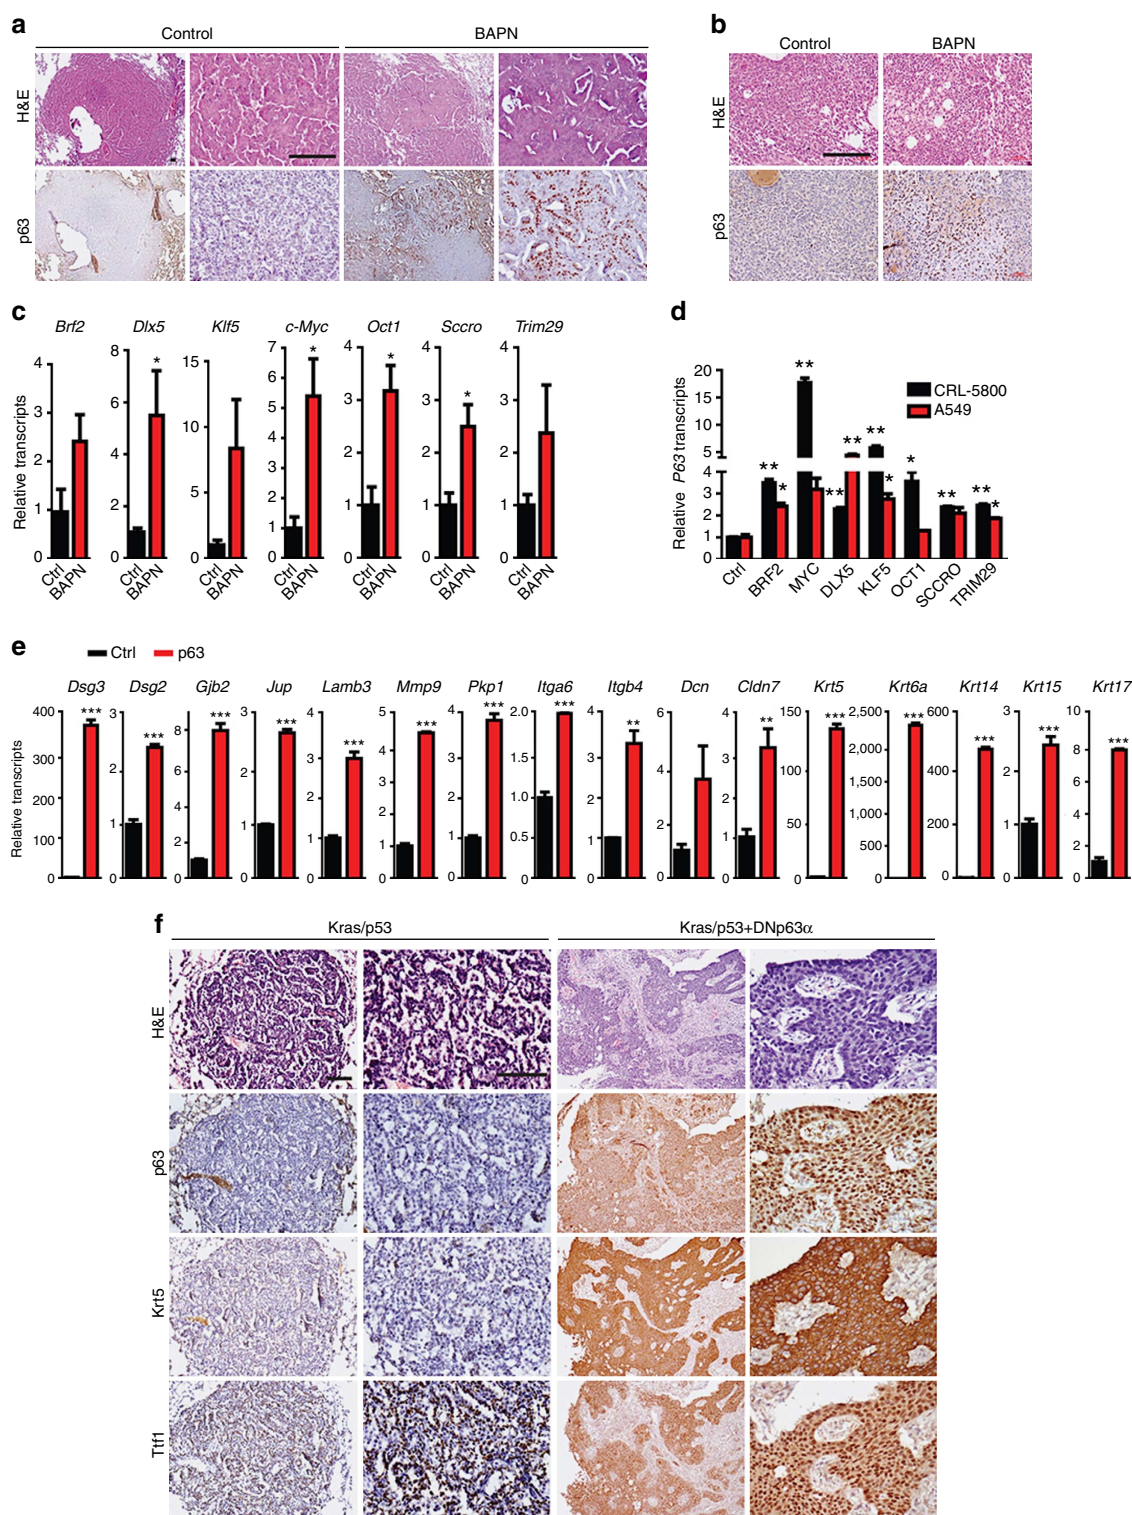 a
Control
BAPN
H&E
p63
b
Control
BAPN
H&E
p63
c
Brf2
Dlx5
Klf5
c-Myc
Oct1
Sccro
Trim29
Relative transcripts
4
3
2
1
0
8
6
4
2
0
15
10
5
0
7
6
5
4
3
2
1
0
4
3
2
1
0
4
3
2
1
0
4
3
2
1
0
*
*
*
*
Ctrl
BAPN
Ctrl
BAPN
Ctrl
BAPN
Ctrl
BAPN
Ctrl
BAPN
Ctrl
BAPN
Ctrl
BAPN
d
Relative P63 transcripts
20
15
10
5
4
3
2
1
0
CRL-5800
A549
**
*
**
**
**
**
*
*
**
**
*
Ctrl
BRF2
MYC
DLX5
KLF5
OCT1
SCCRO
TRIM29
e
Ctrl
p63
Dsg3
Dsg2
Gjb2
Jup
Lamb3
Mmp9
Pkp1
Itga6
Itgb4
Dcn
Cldn7
Krt5
Krt6a
Krt14
Krt15
Krt17
Relative transcripts
400
300
200
100
0
3
2
1
0
8
6
4
2
0
3
2
1
0
4
3
2
1
0
5
4
3
2
1
0
4
3
2
1
0
2.0
1.5
1.0
0.5
0
4
3
2
1
0
6
4
2
0
4
3
2
1
0
150
100
50
0
2,500
2,000
1,500
1,000
500
0
600
400
200
0
3
2
1
0
10
8
6
4
2
0
***
***
***
***
***
***
***
***
**
**
***
***
***
***
***
f
Kras/p53
Kras/p53+DNp63α
H&E
p63
Krt5
Ttf1